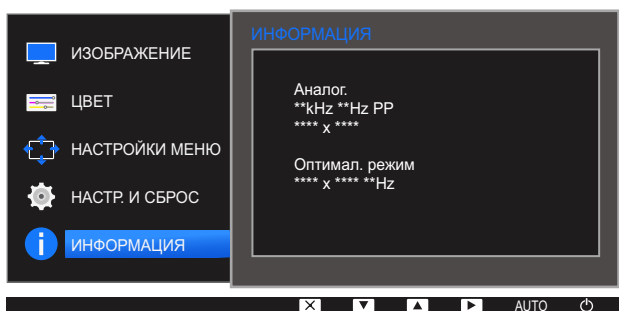 ИЗОБРАЖЕНИЕ
ЦВЕТ
НАСТРОЙКИ МЕНЮ
НАСТР. И СБРОС
ИНФОРМАЦИЯ
ИНФОРМАЦИЯ
Аналог.
**kHz **Hz PP
**** x ****
Оптимал. режим
**** x **** **Hz
AUTO